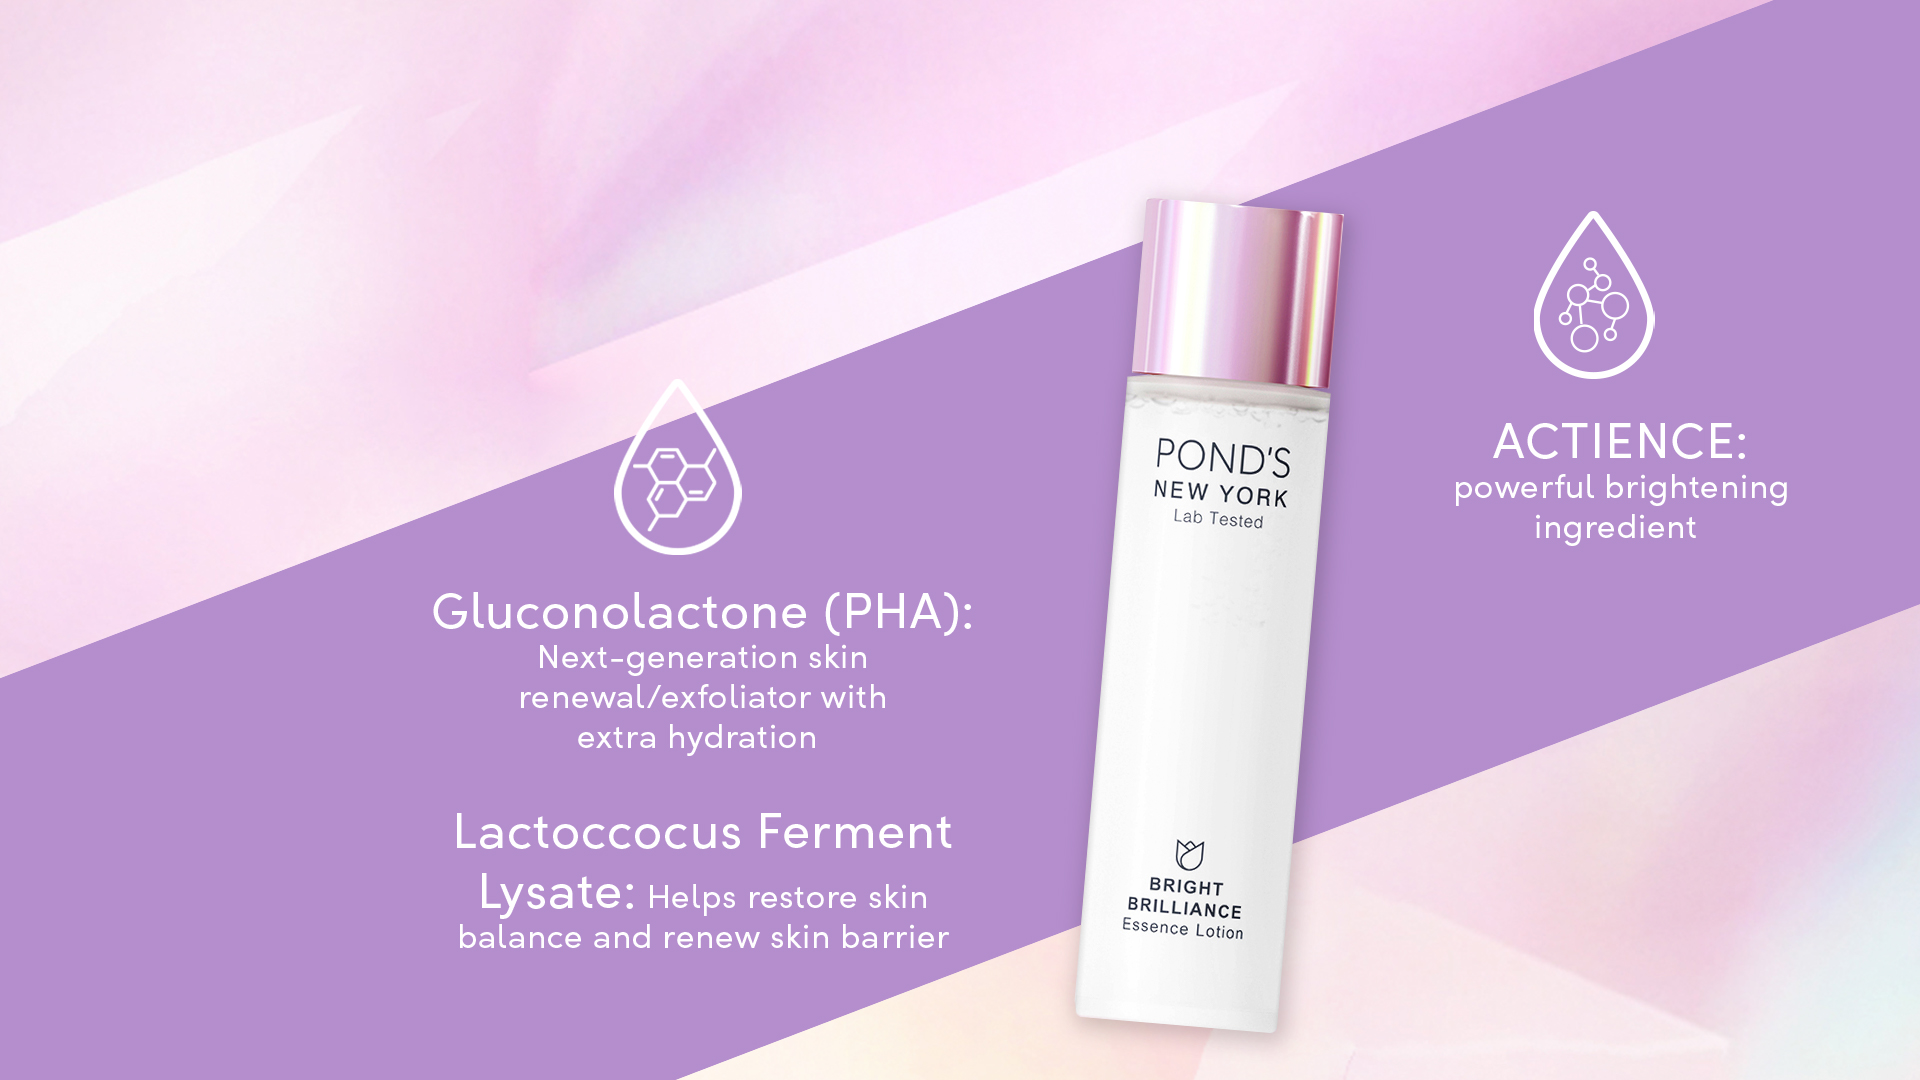 Gluconolactone (PHA):
Next-generation skin
renewal/exfoliator with
extra hydration
Lactoccocus Ferment
Lysate: Helps restore skin
balance and renew skin barrier
POND'S
NEW YORK
Lab Tested
BRIGHT
BRILLIANCE
Essence Lotion
ACTIENCE:
powerful brightening
ingredient